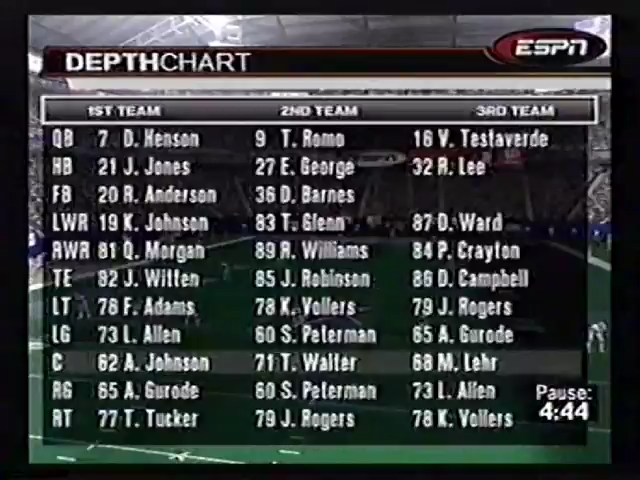 ESPN
DEPTHCHART
1ST TEAM 2ND TEAM 3RD TEAM
QB 7 D. Henson 9 T. Romo 16 V. Testaverde
HB 21 J. Jones 27 E. George 32 R. Lee
FB 20 R. Anderson 36 D. Barnes
LWR 19 K. Johnson 83 T. Glenn 87 D. Ward
RWR 81 Q. Morgan 89 R. Williams 84 P. Crayton
TE 82 J. Witten 85 J. Robinson 86 D. Campbell
LT 76 F. Adams 78 K. Vollers 79 J. Rogers
LG 73 L. Allen 60 S. Peterman 65 A. Gurode
C 62 A. Johnson 71 T. Walter 68 M. Lehr
RG 65 A. Gurode 60 S. Peterman 73 L. Allen
RT 77 T. Tucker 79 J. Rogers 78 K. Vollers
Pause:
4:44